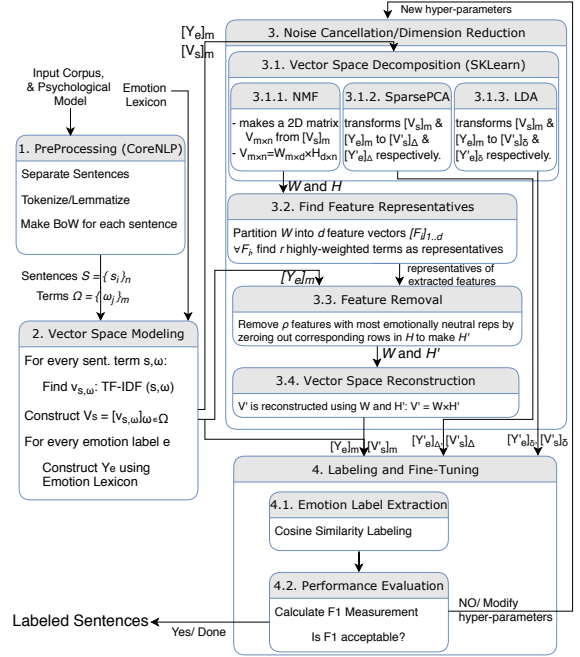 New hyper-parameters
[Yₑ]m
[Vₛ]m
3. Noise Cancellation/Dimension Reduction
3.1. Vector Space Decomposition (SKLearn)
Input Corpus,
& Psychological
Model
Emotion
Lexicon
3.1.1. NMF
- makes a 2D matrix
Vm×n from [Vₛ]m
- Vm×n=Wm×d×Hd×n
3.1.2. SparsePCA
transforms [Vₛ]m &
[Yₑ]m to [V'ₛ]Δ &
[Y'ₑ]Δ respectively.
3.1.3. LDA
transforms [Vₛ]m &
[Yₑ]m to [V'ₛ]δ &
[Y'ₑ]δ respectively.
1. PreProcessing (CoreNLP)
Separate Sentences
Tokenize/Lemmatize
Make BoW for each sentence
W and H
3.2. Find Feature Representatives
Partition W into d feature vectors [Fᵢ]1..d
∀Fᵢ, find r highly-weighted terms as representatives
Sentences S = { sᵢ }n
Terms Ω = { ωⱼ }m
[Yₑ]m
representatives
of extracted features
3.3. Feature Removal
Remove ρ features with most emotionally neutral reps by
zeroing out corresponding rows in H to make H'
2. Vector Space Modeling
For every sent. term s,ω:
Find vs,ω: TF-IDF (s,ω)
Construct Vs = [vs,ω]ω∈Ω
For every emotion label e
Construct Ye using
Emotion Lexicon
W and H'
3.4. Vector Space Reconstruction
V' is reconstructed using W and H': V' = W×H'
[Yₑ]m, [V'ₛ]m
[Y'ₑ]Δ, [V'ₛ]Δ
[Y'ₑ]δ, [V'ₛ]δ
4. Labeling and Fine-Tuning
4.1. Emotion Label Extraction
Cosine Similarity Labeling
4.2. Performance Evaluation
Calculate F1 Measurement
Is F1 acceptable?
NO/ Modify
hyper-parameters
Labeled Sentences
Yes/ Done